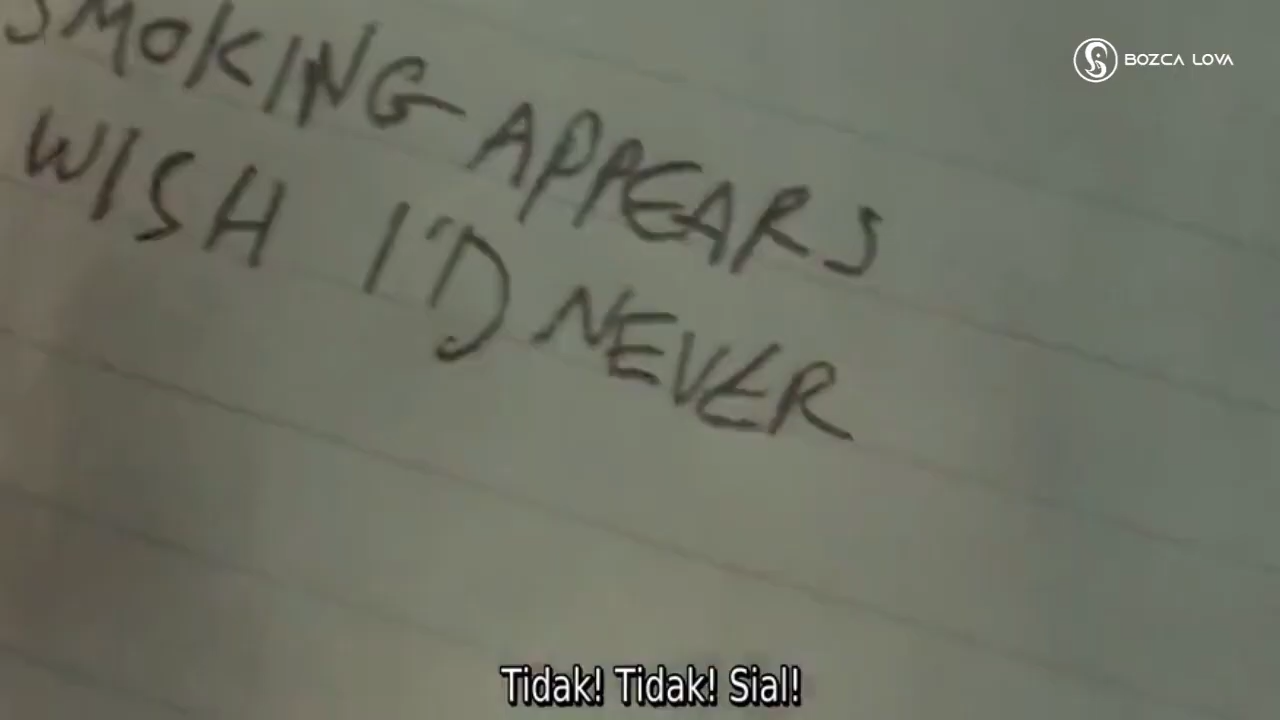 BOZCA LOVA
SMOKING APPEARS
WISH I'D NEVER
Tidak! Tidak! Sial!